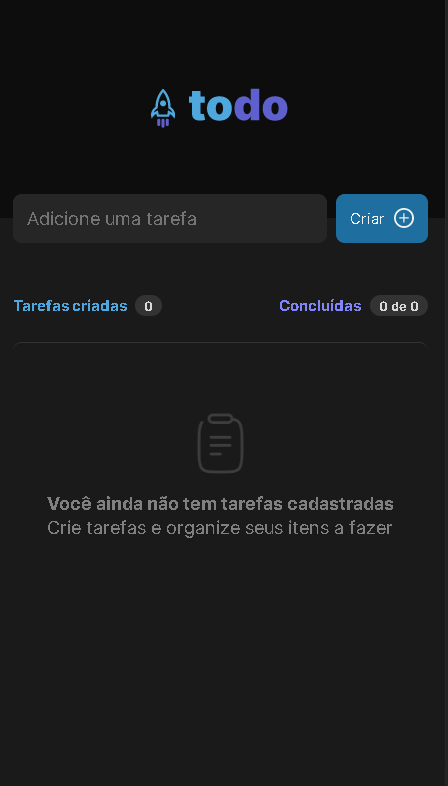 todo
Adicione uma tarefa
Criar
Tarefas criadas 0
Concluídas 0 de 0
Você ainda não tem tarefas cadastradas
Crie tarefas e organize seus itens a fazer